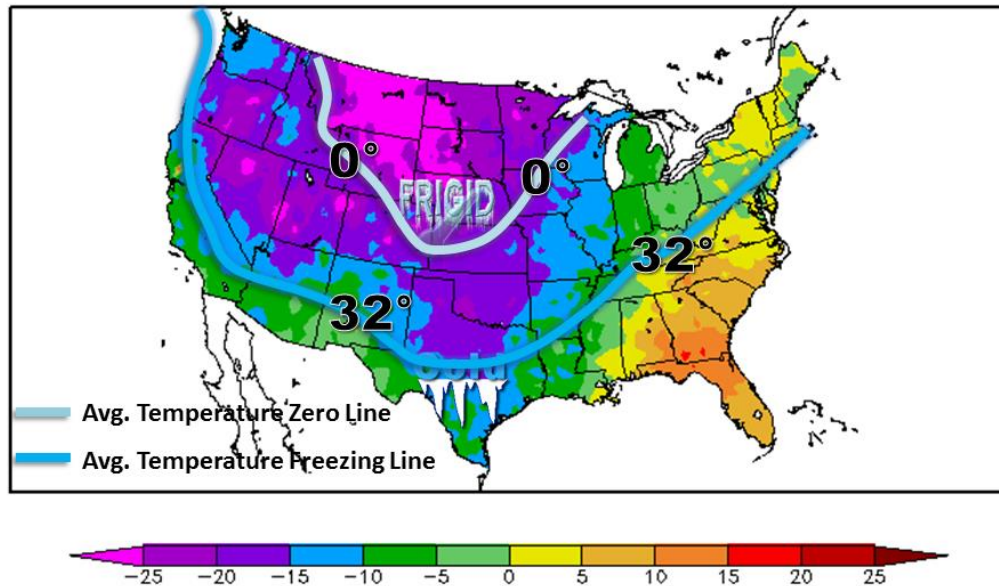 0°
0°
FRIGID
32°
32°
Cold
Avg. Temperature Zero Line
Avg. Temperature Freezing Line
−25 −20 −15 −10 −5 0 5 10 15 20 25